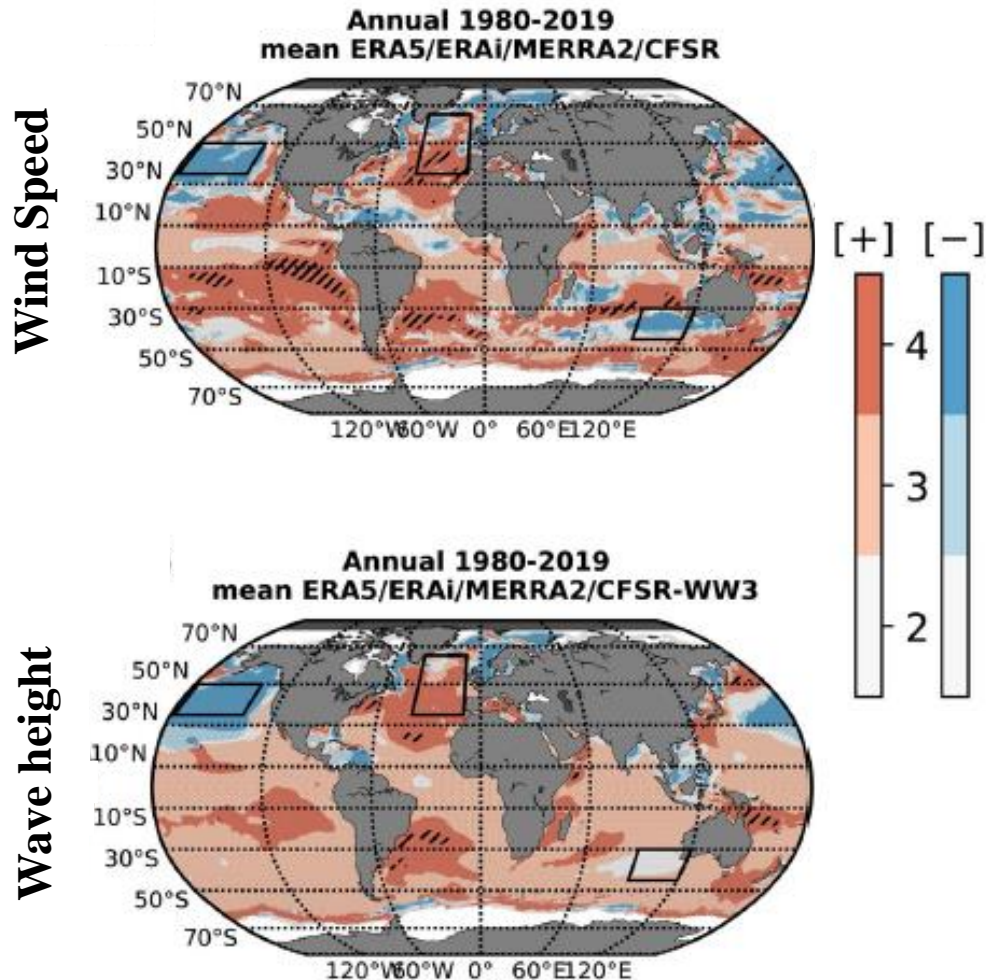 Wind Speed
Annual 1980-2019
mean ERA5/ERAi/MERRA2/CFSR
70°N
50°N
30°N
10°N
10°S
30°S
50°S
70°S
120°W 60°W 0° 60°E 120°E
[+] [−]
4
3
2
Wave height
Annual 1980-2019
mean ERA5/ERAi/MERRA2/CFSR-WW3
70°N
50°N
30°N
10°N
10°S
30°S
50°S
70°S
120°W 60°W 0° 60°E 120°E